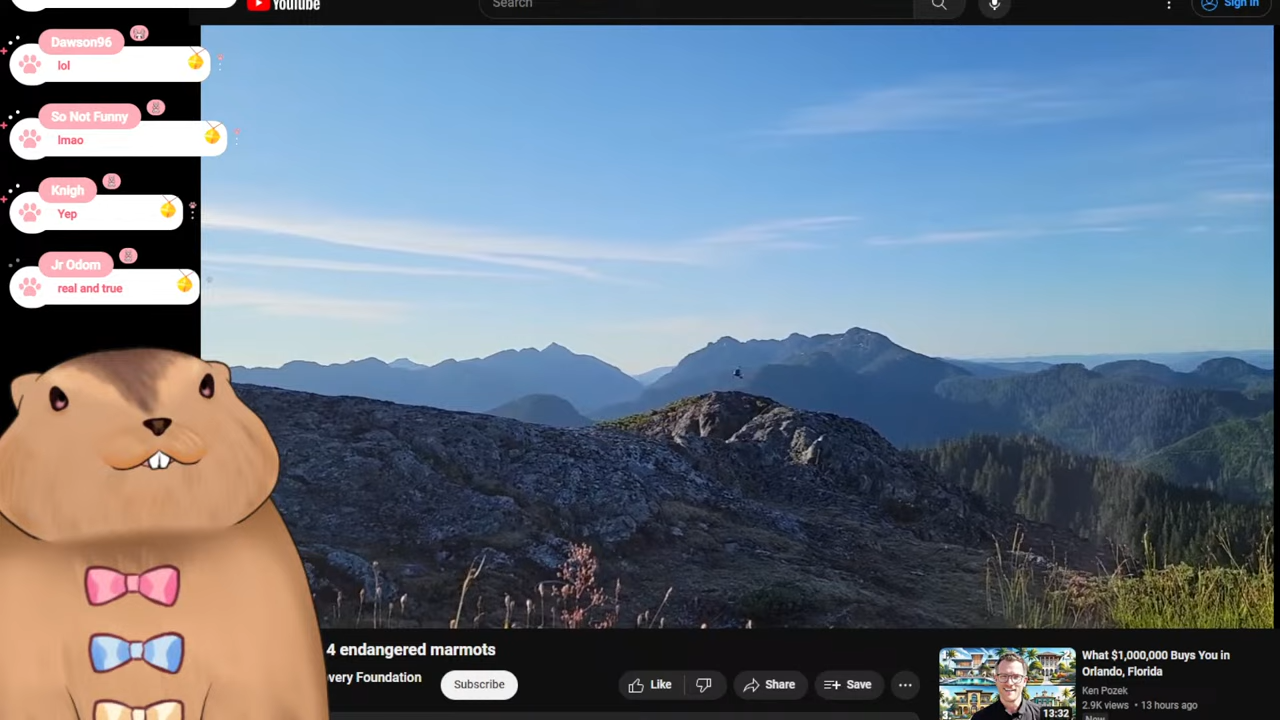 YouTube
Search
Sign in
Dawson96
lol
So Not Funny
lmao
Knigh
Yep
Jr Odom
real and true
4 endangered marmots
very Foundation
Subscribe
Like
Share
Save
What $1,000,000 Buys You in
Orlando, Florida
Ken Pozek
2.9K views • 13 hours ago
New
13:32